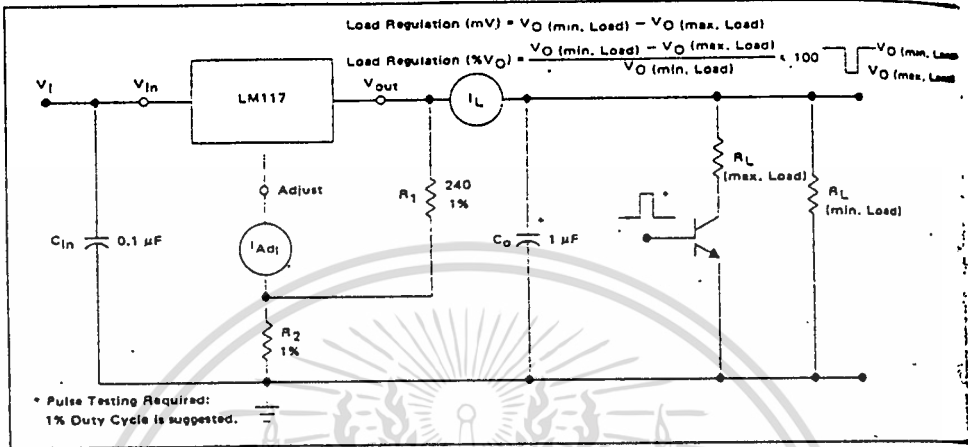 Load Regulation (mV) = VO (min. Load) − VO (max. Load)
Load Regulation (%VO) = VO (min. Load) − VO (max. Load) / VO (min. Load) x 100
VO (min. Load)
VO (max. Load)
VI
Vin
LM117
Vout
IL
Adjust
R1
240
1%
RL
(max. Load)
RL
(min. Load)
*
Cin
0.1 µF
IAdj
Co
+
1 µF
R2
1%
* Pulse Testing Required:
1% Duty Cycle is suggested.